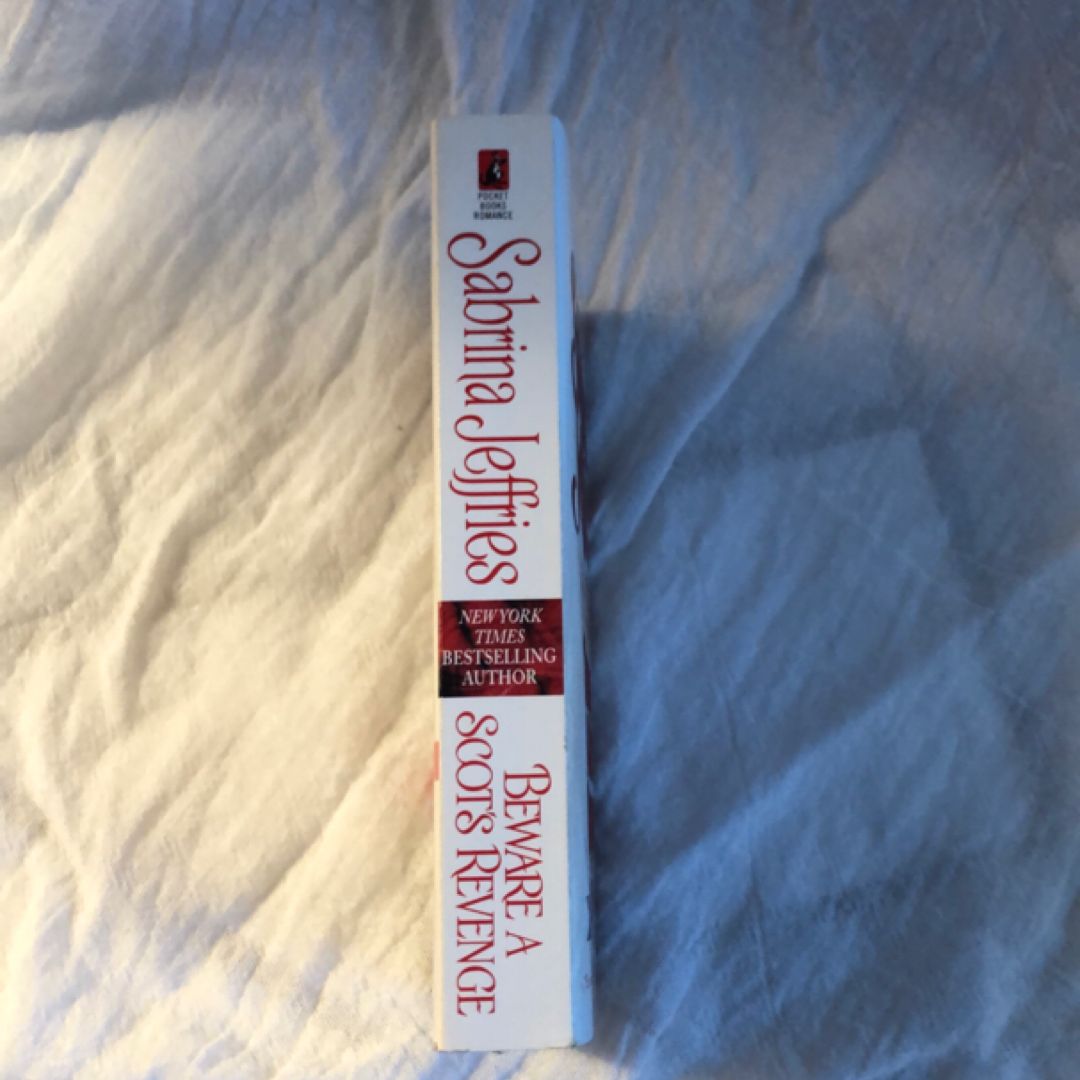 POCKET
BOOKS
ROMANCE
Sabrina Jeffries
NEW YORK
TIMES
BESTSELLING
AUTHOR
BEWARE A
SCOT'S REVENGE